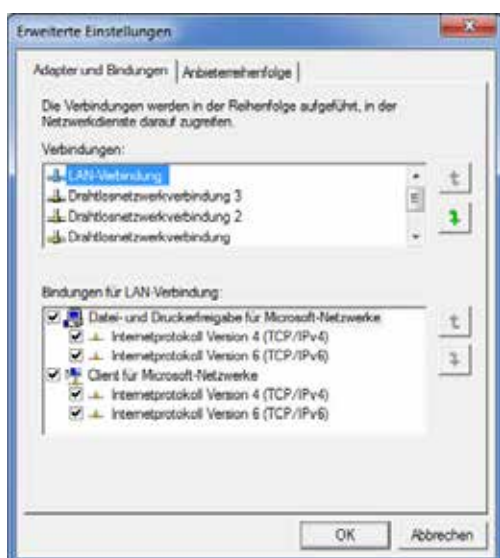 Erweiterte Einstellungen
Adapter und Bindungen
Anbieterreihenfolge
Die Verbindungen werden in der Reihenfolge aufgeführt, in der
Netzwerkdienste darauf zugreifen.
Verbindungen:
LAN-Verbindung
Drahtlosnetzwerkverbindung 3
Drahtlosnetzwerkverbindung 2
Drahtlosnetzwerkverbindung
Bindungen für LAN-Verbindung:
Datei- und Druckerfreigabe für Microsoft-Netzwerke
Internetprotokoll Version 4 (TCP/IPv4)
Internetprotokoll Version 6 (TCP/IPv6)
Client für Microsoft-Netzwerke
Internetprotokoll Version 4 (TCP/IPv4)
Internetprotokoll Version 6 (TCP/IPv6)
OK
Abbrechen